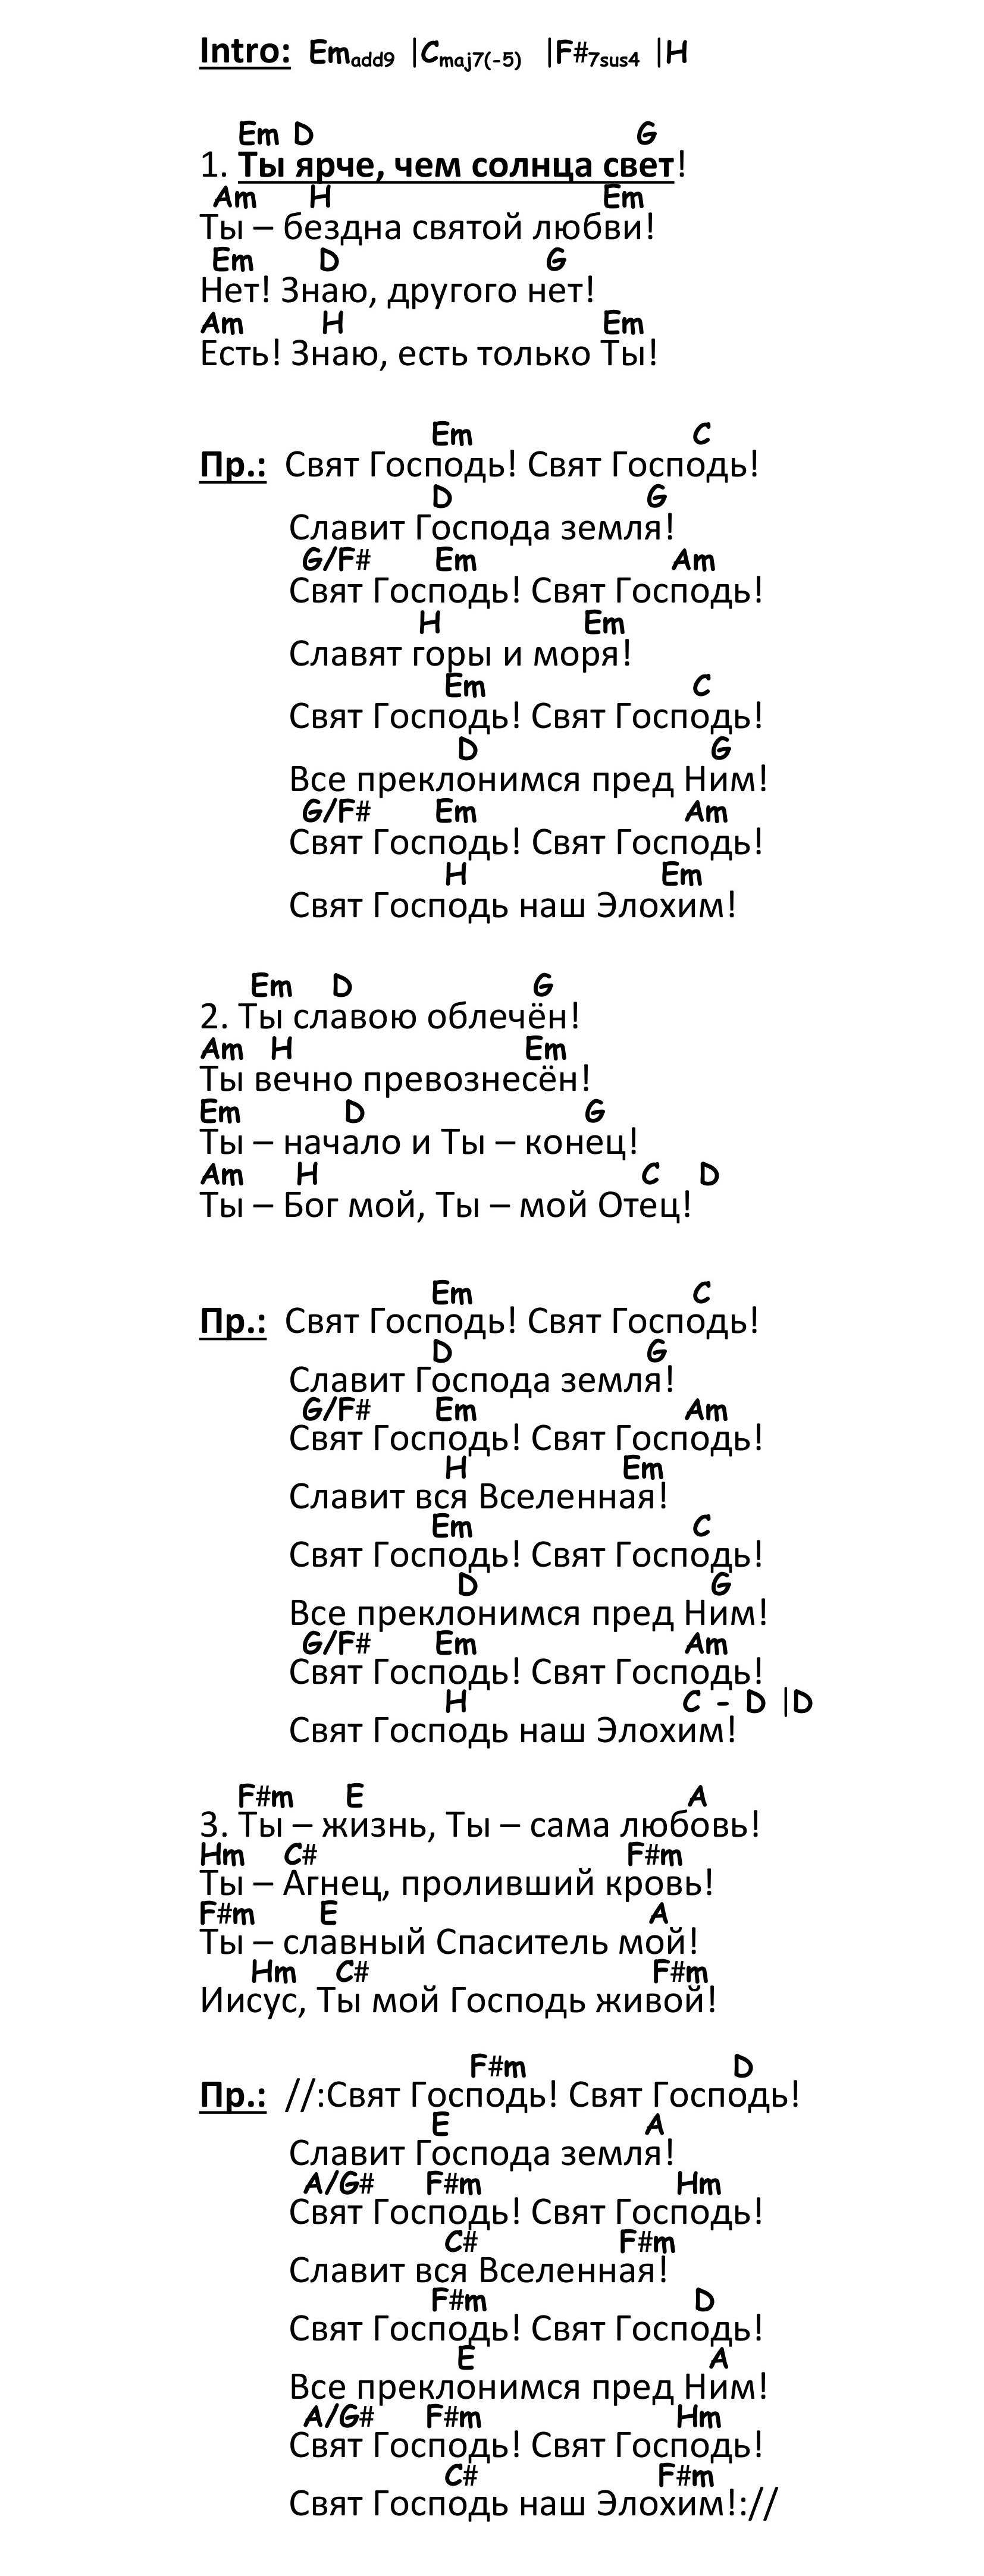 Intro: Emadd9 |Cmaj7(-5) |F#7sus4 |H
Em D G
1. Ты ярче, чем солнца свет!
Am H Em
Ты – бездна святой любви!
Em D G
Нет! Знаю, другого нет!
Am H Em
Есть! Знаю, есть только Ты!
Em C
Пр.: Свят Господь! Свят Господь!
D G
Славит Господа земля!
G/F# Em Am
Свят Господь! Свят Господь!
H Em
Славят горы и моря!
Em C
Свят Господь! Свят Господь!
D G
Все преклонимся пред Ним!
G/F# Em Am
Свят Господь! Свят Господь!
H Em
Свят Господь наш Элохим!
Em D G
2. Ты славою облечён!
Am H Em
Ты вечно превознесён!
Em D G
Ты – начало и Ты – конец!
Am H C D
Ты – Бог мой, Ты – мой Отец!
Em C
Пр.: Свят Господь! Свят Господь!
D G
Славит Господа земля!
G/F# Em Am
Свят Господь! Свят Господь!
H Em
Славит вся Вселенная!
Em C
Свят Господь! Свят Господь!
D G
Все преклонимся пред Ним!
G/F# Em Am
Свят Господь! Свят Господь!
H C - D |D
Свят Господь наш Элохим!
F#m E A
3. Ты – жизнь, Ты – сама любовь!
Hm C# F#m
Ты – Агнец, проливший кровь!
F#m E A
Ты – славный Спаситель мой!
Hm C# F#m
Иисус, Ты мой Господь живой!
F#m D
Пр.: //:Свят Господь! Свят Господь!
E A
Славит Господа земля!
A/G# F#m Hm
Свят Господь! Свят Господь!
C# F#m
Славит вся Вселенная!
F#m D
Свят Господь! Свят Господь!
E A
Все преклонимся пред Ним!
A/G# F#m Hm
Свят Господь! Свят Господь!
C# F#m
Свят Господь наш Элохим!://